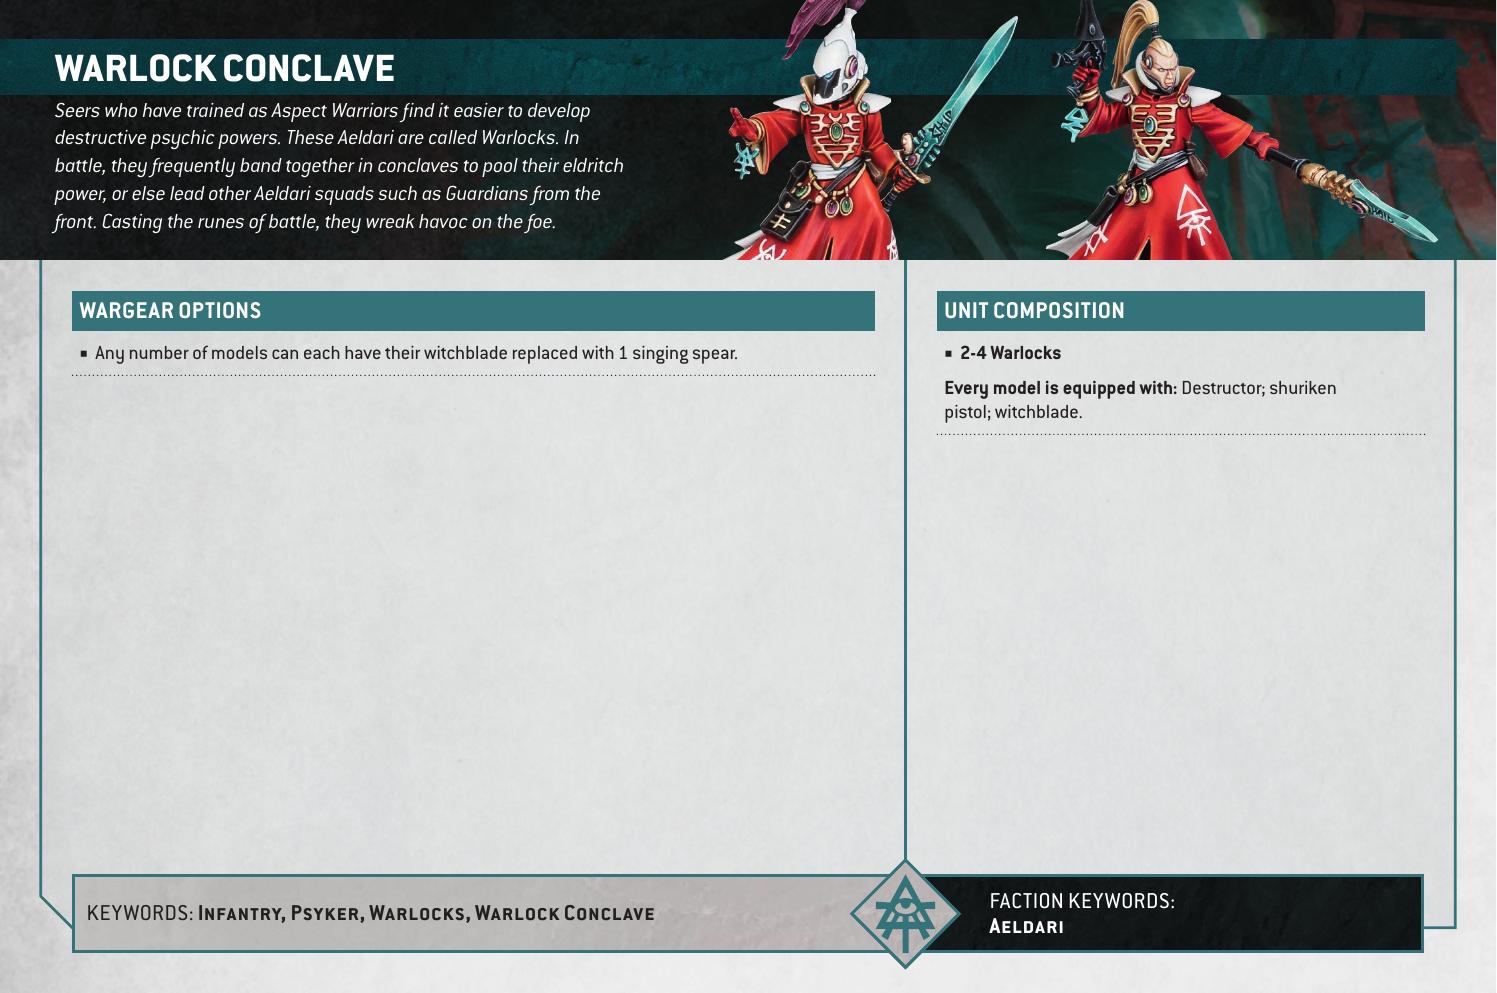 WARLOCK CONCLAVE
Seers who have trained as Aspect Warriors find it easier to develop
destructive psychic powers. These Aeldari are called Warlocks. In
battle, they frequently band together in conclaves to pool their eldritch
power, or else lead other Aeldari squads such as Guardians from the
front. Casting the runes of battle, they wreak havoc on the foe.
WARGEAR OPTIONS
▪ Any number of models can each have their witchblade replaced with 1 singing spear.
UNIT COMPOSITION
▪ 2-4 Warlocks
Every model is equipped with: Destructor; shuriken
pistol; witchblade.
KEYWORDS: Infantry, Psyker, Warlocks, Warlock Conclave
FACTION KEYWORDS:
Aeldari